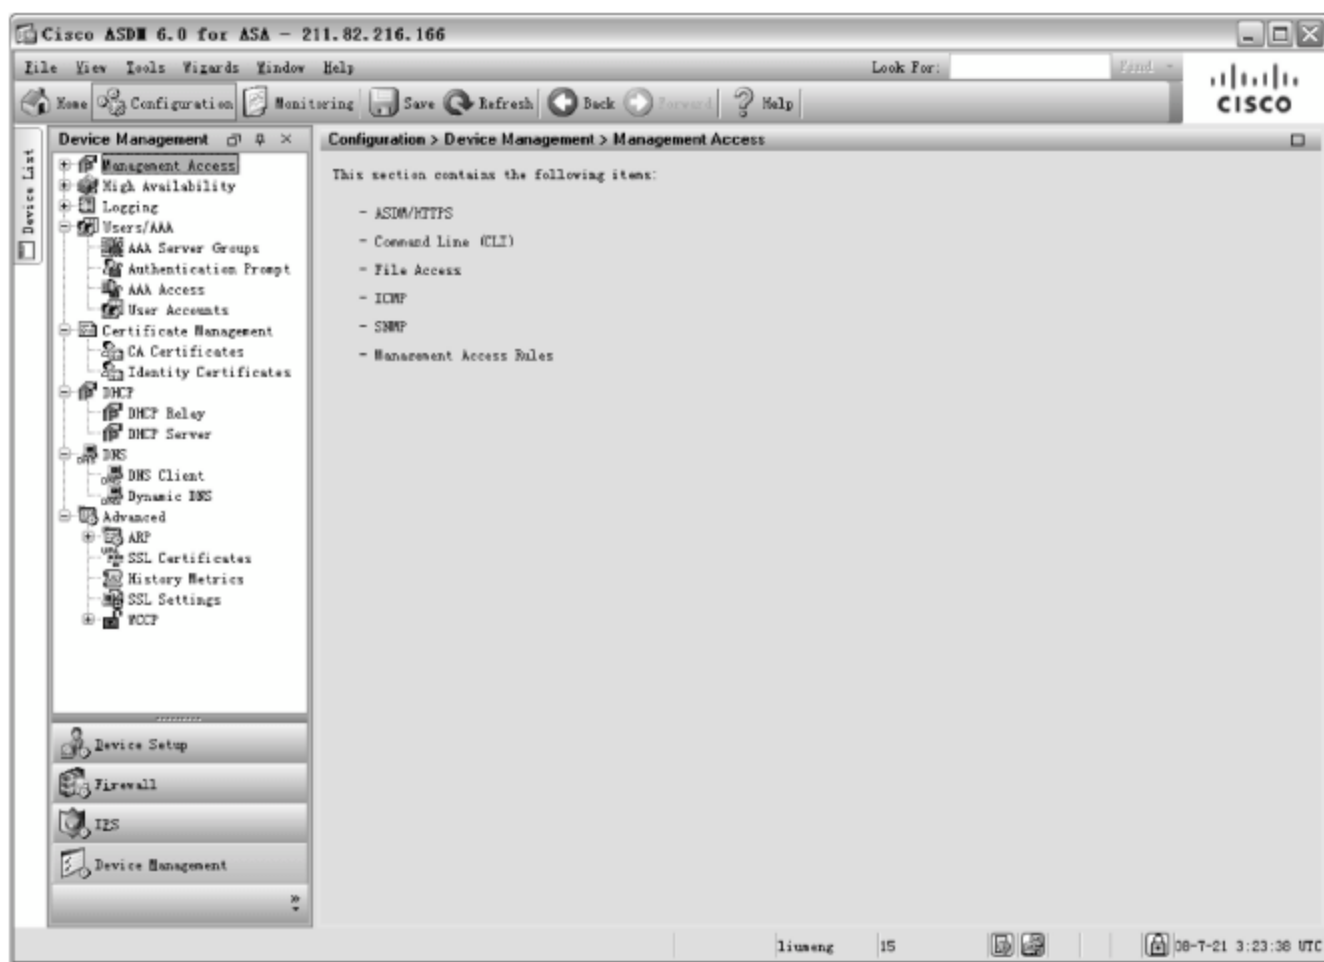 Cisco ASDM 6.0 for ASA - 211.82.216.166
File View Tools Wizards Window Help Look For: Find
Home Configuration Monitoring Save Refresh Back Forward Help
CISCO
Device List
Device Management
Configuration > Device Management > Management Access
Management Access
High Availability
Logging
Users/AAA
AAA Server Groups
Authentication Prompt
AAA Access
User Accounts
Certificate Management
CA Certificates
Identity Certificates
DHCP
DHCP Relay
DHCP Server
DNS
DNS Client
Dynamic DNS
Advanced
ARP
SSL Certificates
History Metrics
SSL Settings
WCCP
This section contains the following items:
- ASDM/HTTPS
- Command Line (CLI)
- File Access
- ICMP
- SNMP
- Management Access Rules
Device Setup
Firewall
IPS
Device Management
liumeng 15 08-7-21 3:23:38 UTC